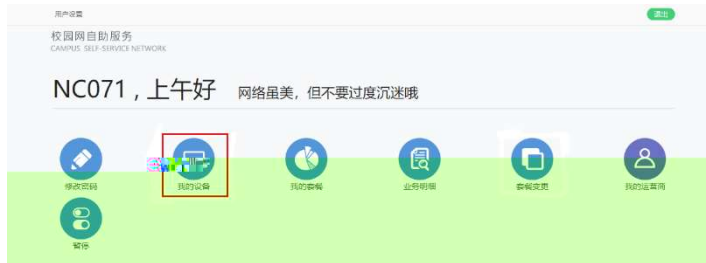 用户设置 退出
校园网自助服务
CAMPUS SELF-SERVICE NETWORK
NC071，上午好 网络虽美，但不要过度沉迷哦
修改密码 我的设备 我的套餐 业务明细 套餐变更 我的运营商
暂停